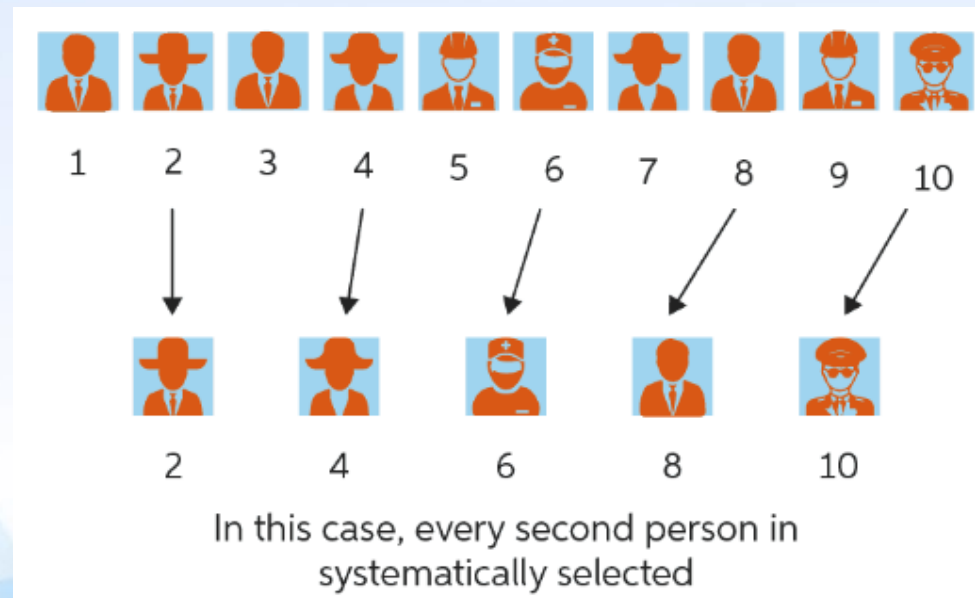 1 2 3 4 5 6 7 8 9 10
2 4 6 8 10
In this case, every second person in
systematically selected